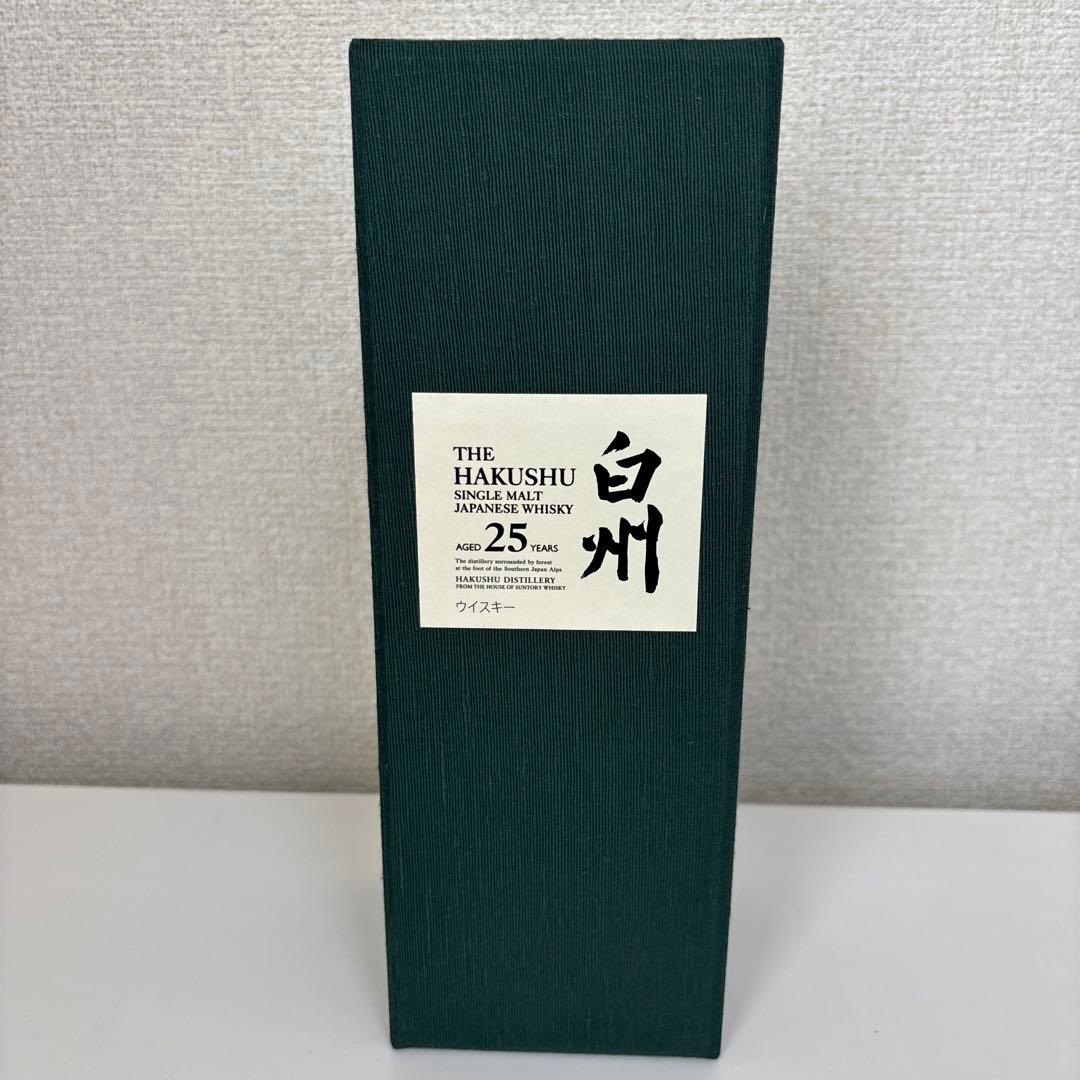 THE
HAKUSHU
SINGLE MALT
JAPANESE WHISKY
AGED 25 YEARS
The distillery surrounded by forest
at the foot of the Southern Japan Alps
HAKUSHU DISTILLERY
FROM THE HOUSE OF SUNTORY WHISKY
ウイスキー
白州